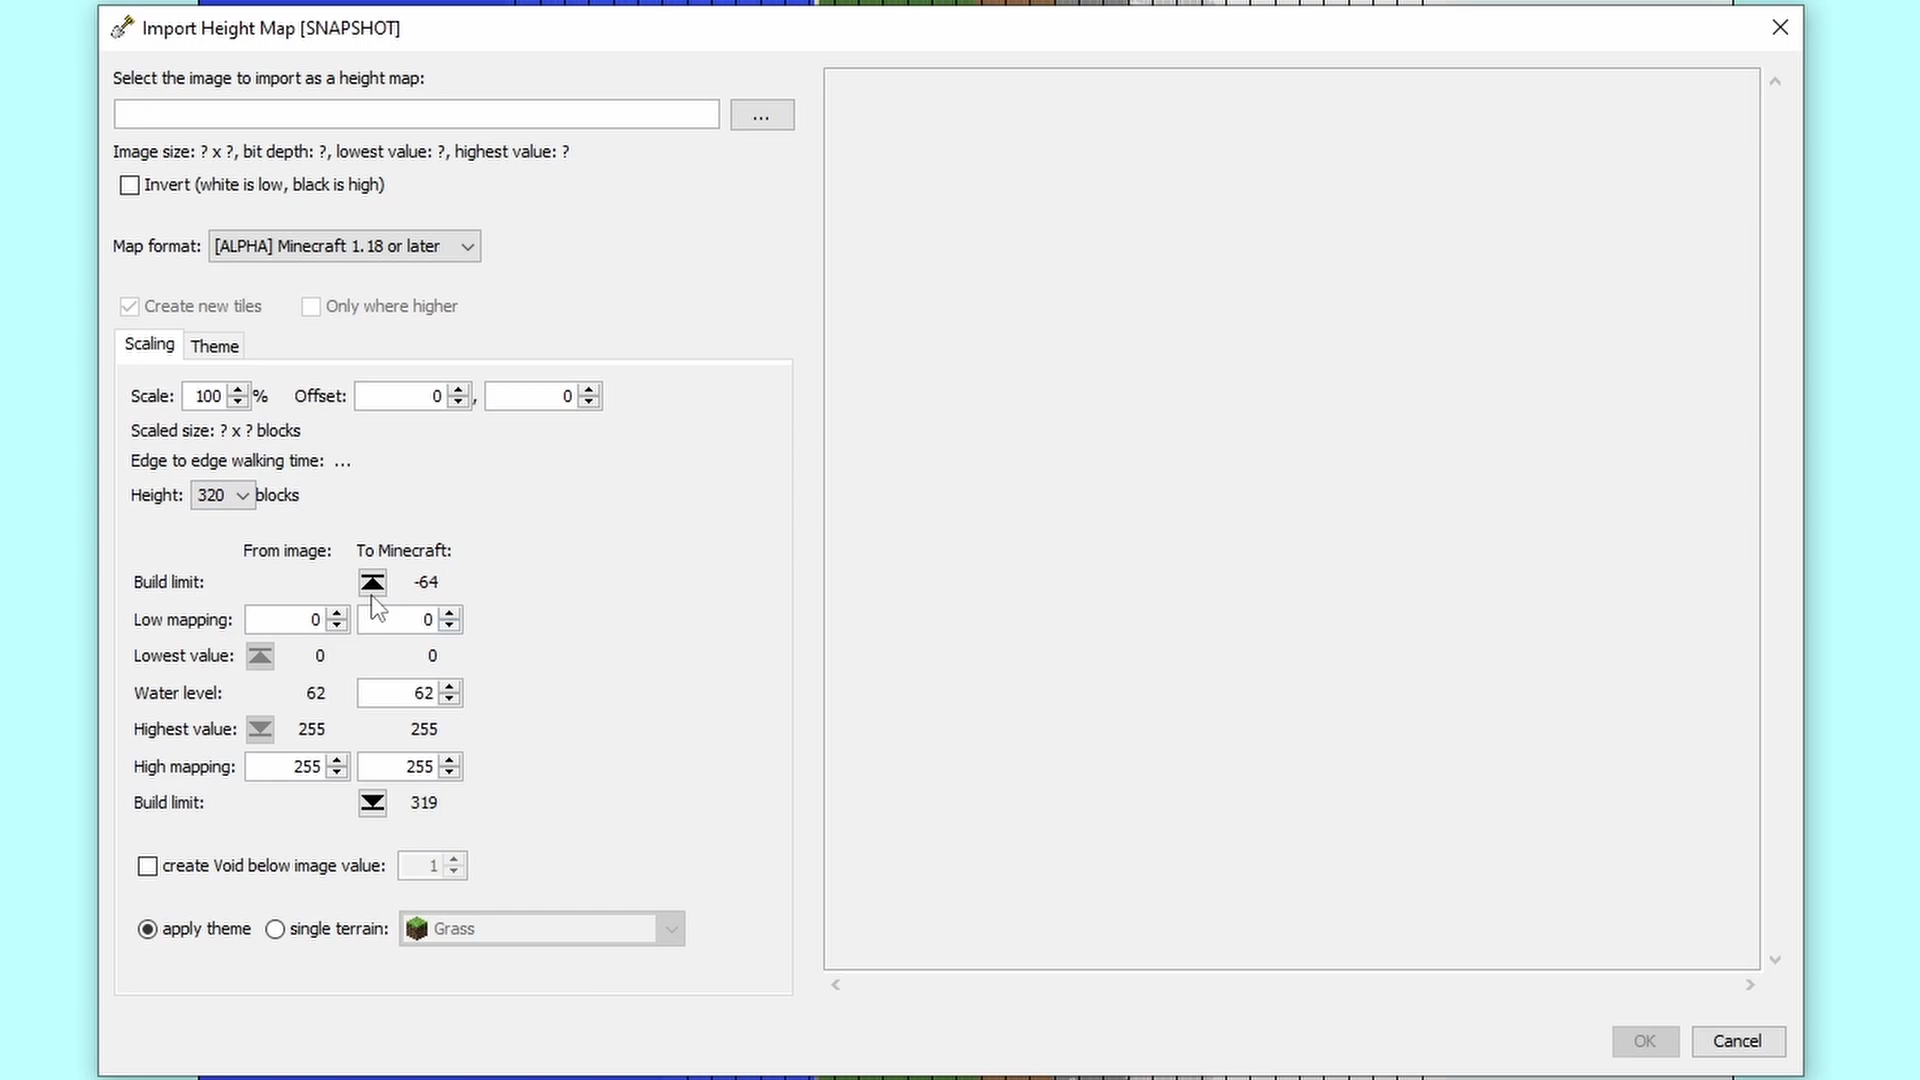 Import Height Map [SNAPSHOT]
Select the image to import as a height map:
...
Image size: ? x ?, bit depth: ?, lowest value: ?, highest value: ?
Invert (white is low, black is high)
Map format: [ALPHA] Minecraft 1.18 or later
Create new tiles Only where higher
Scaling Theme
Scale: 100 % Offset: 0 , 0
Scaled size: ? x ? blocks
Edge to edge walking time: ...
Height: 320 blocks
From image: To Minecraft:
Build limit: -64
Low mapping: 0 0
Lowest value: 0 0
Water level: 62 62
Highest value: 255 255
High mapping: 255 255
Build limit: 319
create Void below image value: 1
apply theme single terrain: Grass
OK Cancel